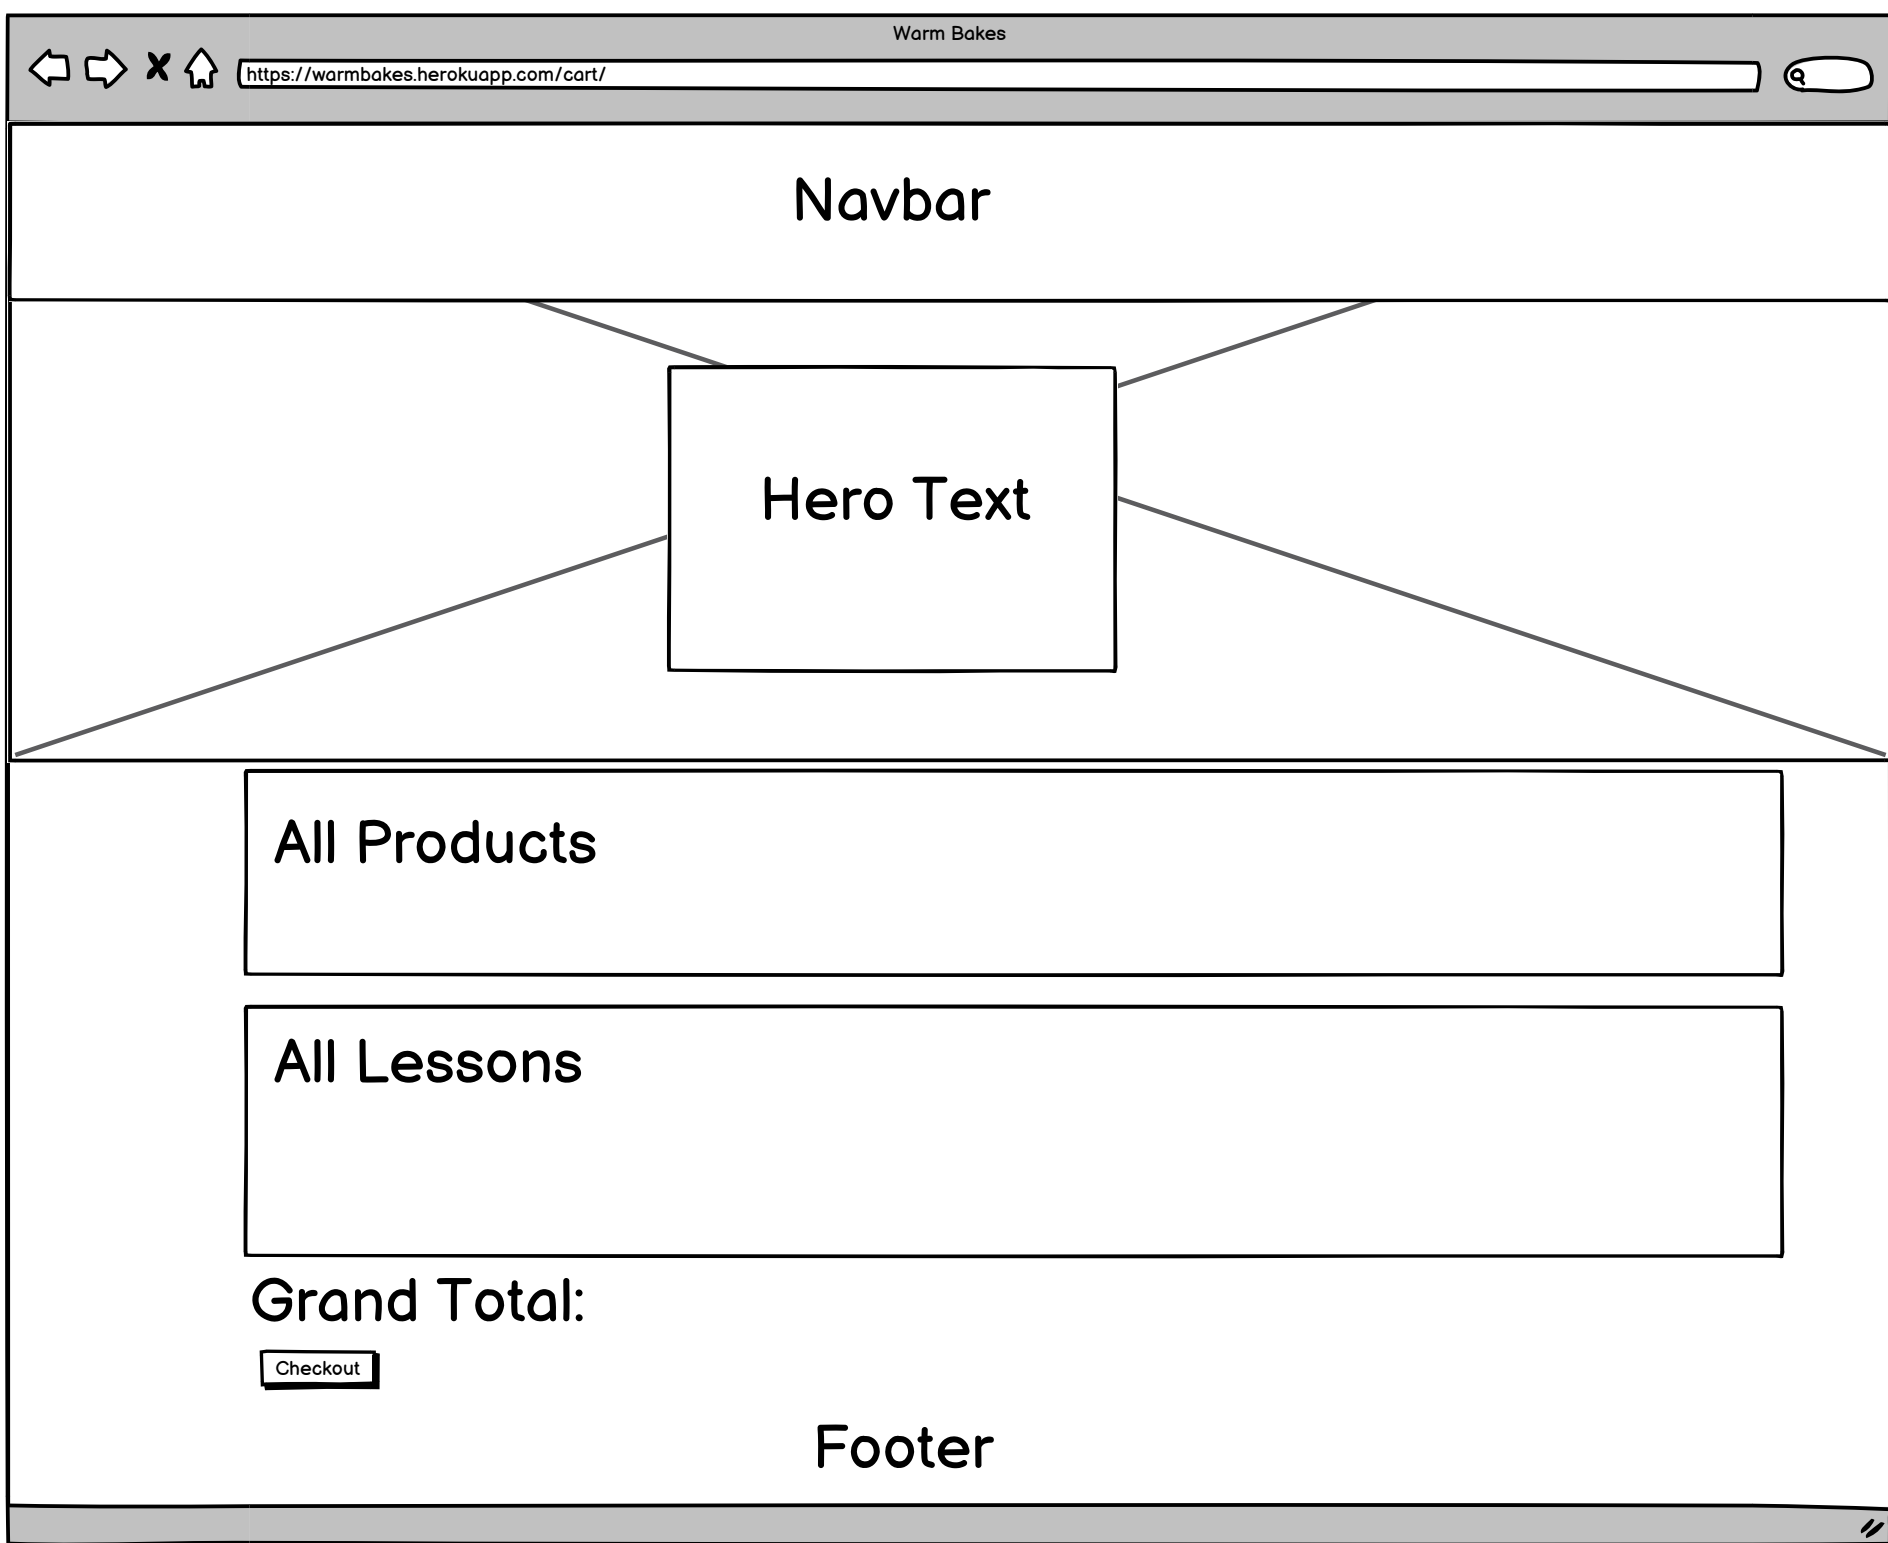 Warm Bakes
https://warmbakes.herokuapp.com/cart/
Navbar
Hero Text
All Products
All Lessons
Grand Total:
Checkout
Footer